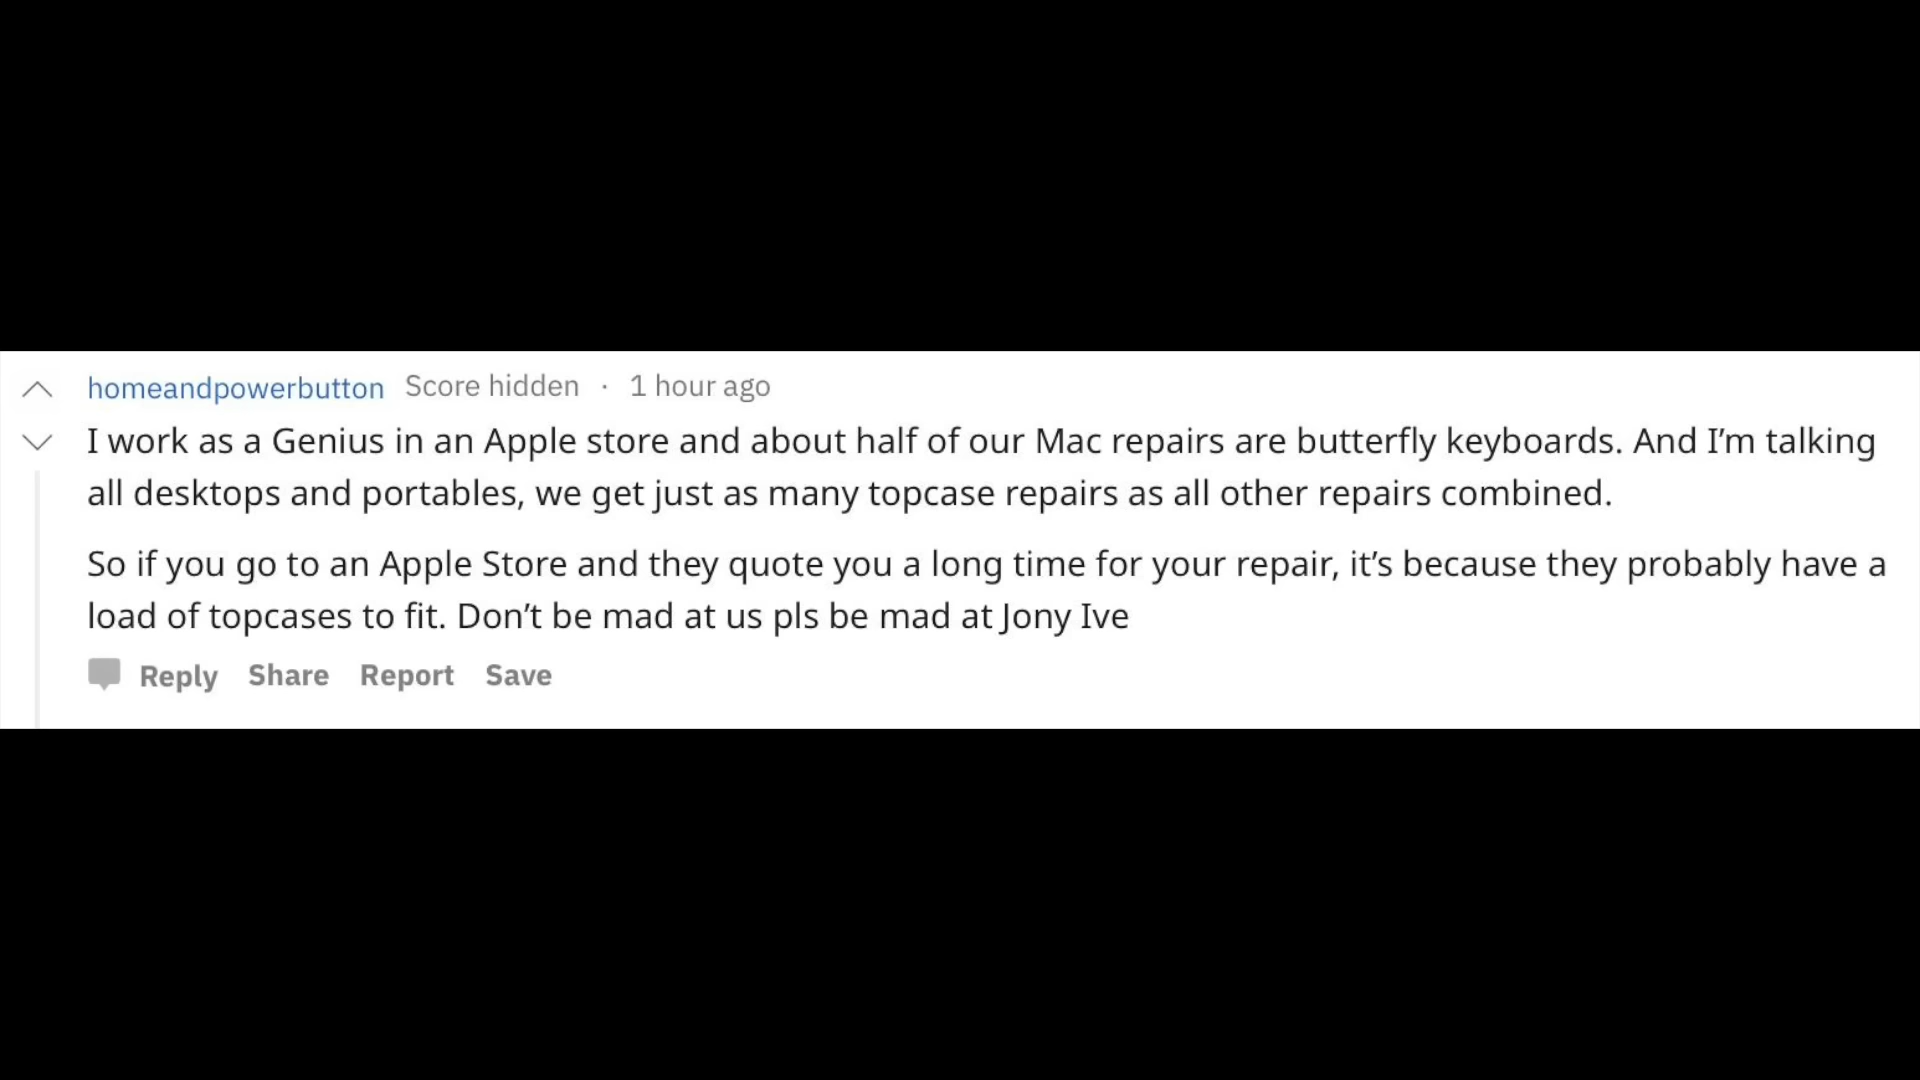 homeandpowerbutton Score hidden · 1 hour ago
I work as a Genius in an Apple store and about half of our Mac repairs are butterfly keyboards. And I’m talking
all desktops and portables, we get just as many topcase repairs as all other repairs combined.
So if you go to an Apple Store and they quote you a long time for your repair, it’s because they probably have a
load of topcases to fit. Don’t be mad at us pls be mad at Jony Ive
Reply Share Report Save